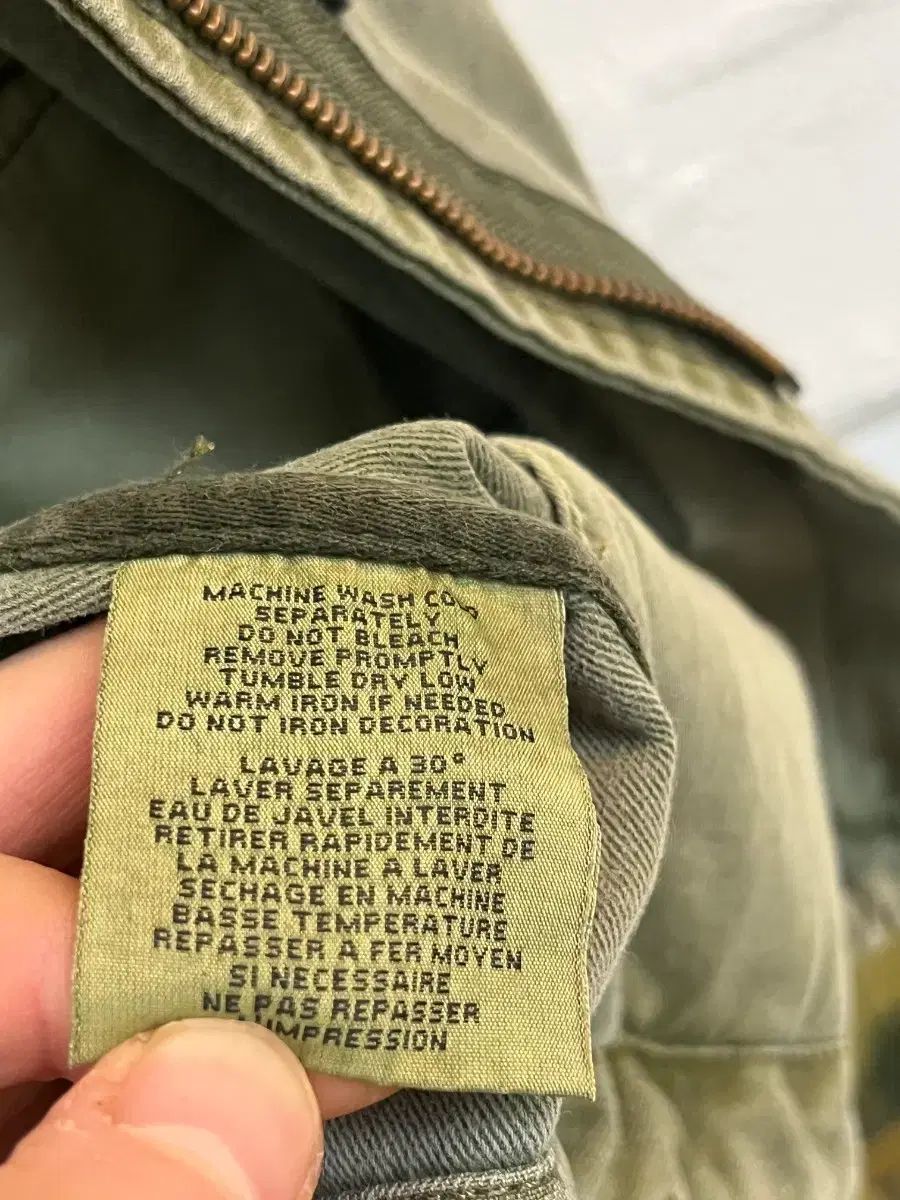 MACHINE WASH COLD
SEPARATELY
DO NOT BLEACH
REMOVE PROMPTLY
TUMBLE DRY LOW
WARM IRON IF NEEDED
DO NOT IRON DECORATION
LAVAGE A 30°
LAVER SEPAREMENT
EAU DE JAVEL INTERDITE
RETIRER RAPIDEMENT DE
LA MACHINE A LAVER
SECHAGE EN MACHINE
BASSE TEMPERATURE
REPASSER A FER MOYEN
SI NECESSAIRE
NE PAS REPASSER
L'IMPRESSION